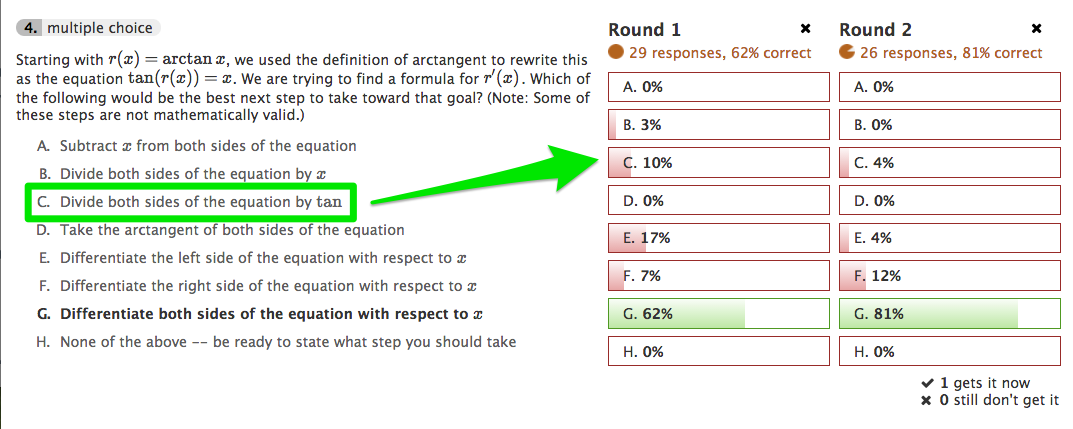 4. multiple choice
Starting with r(x) = arctan x, we used the definition of arctangent to rewrite this
as the equation tan(r(x)) = x. We are trying to find a formula for r′(x). Which of
the following would be the best next step to take toward that goal? (Note: Some of
these steps are not mathematically valid.)
A. Subtract x from both sides of the equation
B. Divide both sides of the equation by x
C. Divide both sides of the equation by tan
D. Take the arctangent of both sides of the equation
E. Differentiate the left side of the equation with respect to x
F. Differentiate the right side of the equation with respect to x
G. Differentiate both sides of the equation with respect to x
H. None of the above -- be ready to state what step you should take
Round 1
29 responses, 62% correct
A. 0%
B. 3%
C. 10%
D. 0%
E. 17%
F. 7%
G. 62%
H. 0%
Round 2
26 responses, 81% correct
A. 0%
B. 0%
C. 4%
D. 0%
E. 4%
F. 12%
G. 81%
H. 0%
✔ 1 gets it now
✖ 0 still don't get it